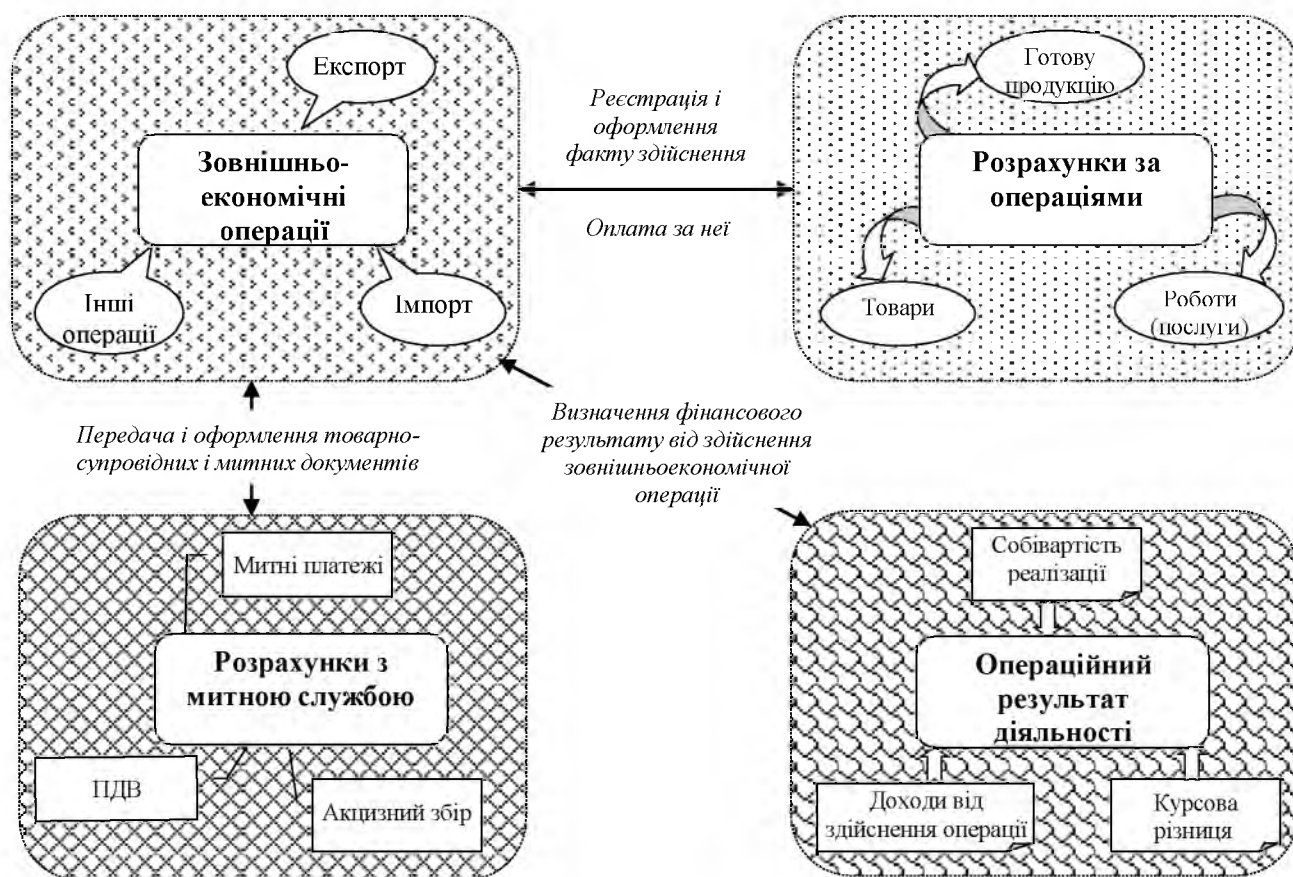 Експорт
Зовнішньо-
економічні
операції
Інші
операції
Імпорт
Реєстрація і
оформлення
факту здійснення
Оплата за неї
Готову
продукцію
Розрахунки за
операціями
Товари
Роботи
(послуги)
Передача і оформлення товарно-
супровідних і митних документів
Визначення фінансового
результату від здійснення
зовнішньоекономічної
операції
Митні платежі
Розрахунки з
митною службою
ПДВ
Акцизний збір
Собівартість
реалізації
Операційний
результат
діяльності
Доходи від
здійснення операції
Курсова
різниця